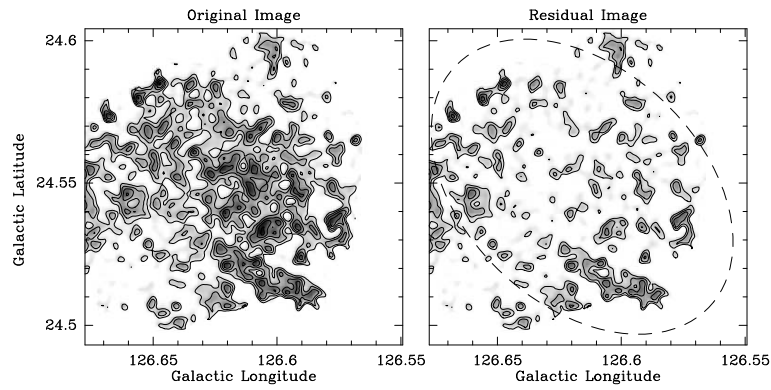 Original Image
Residual Image
24.6
24.55
24.5
Galactic Latitude
126.65
126.6
126.55
126.65
126.6
126.55
Galactic Longitude
Galactic Longitude